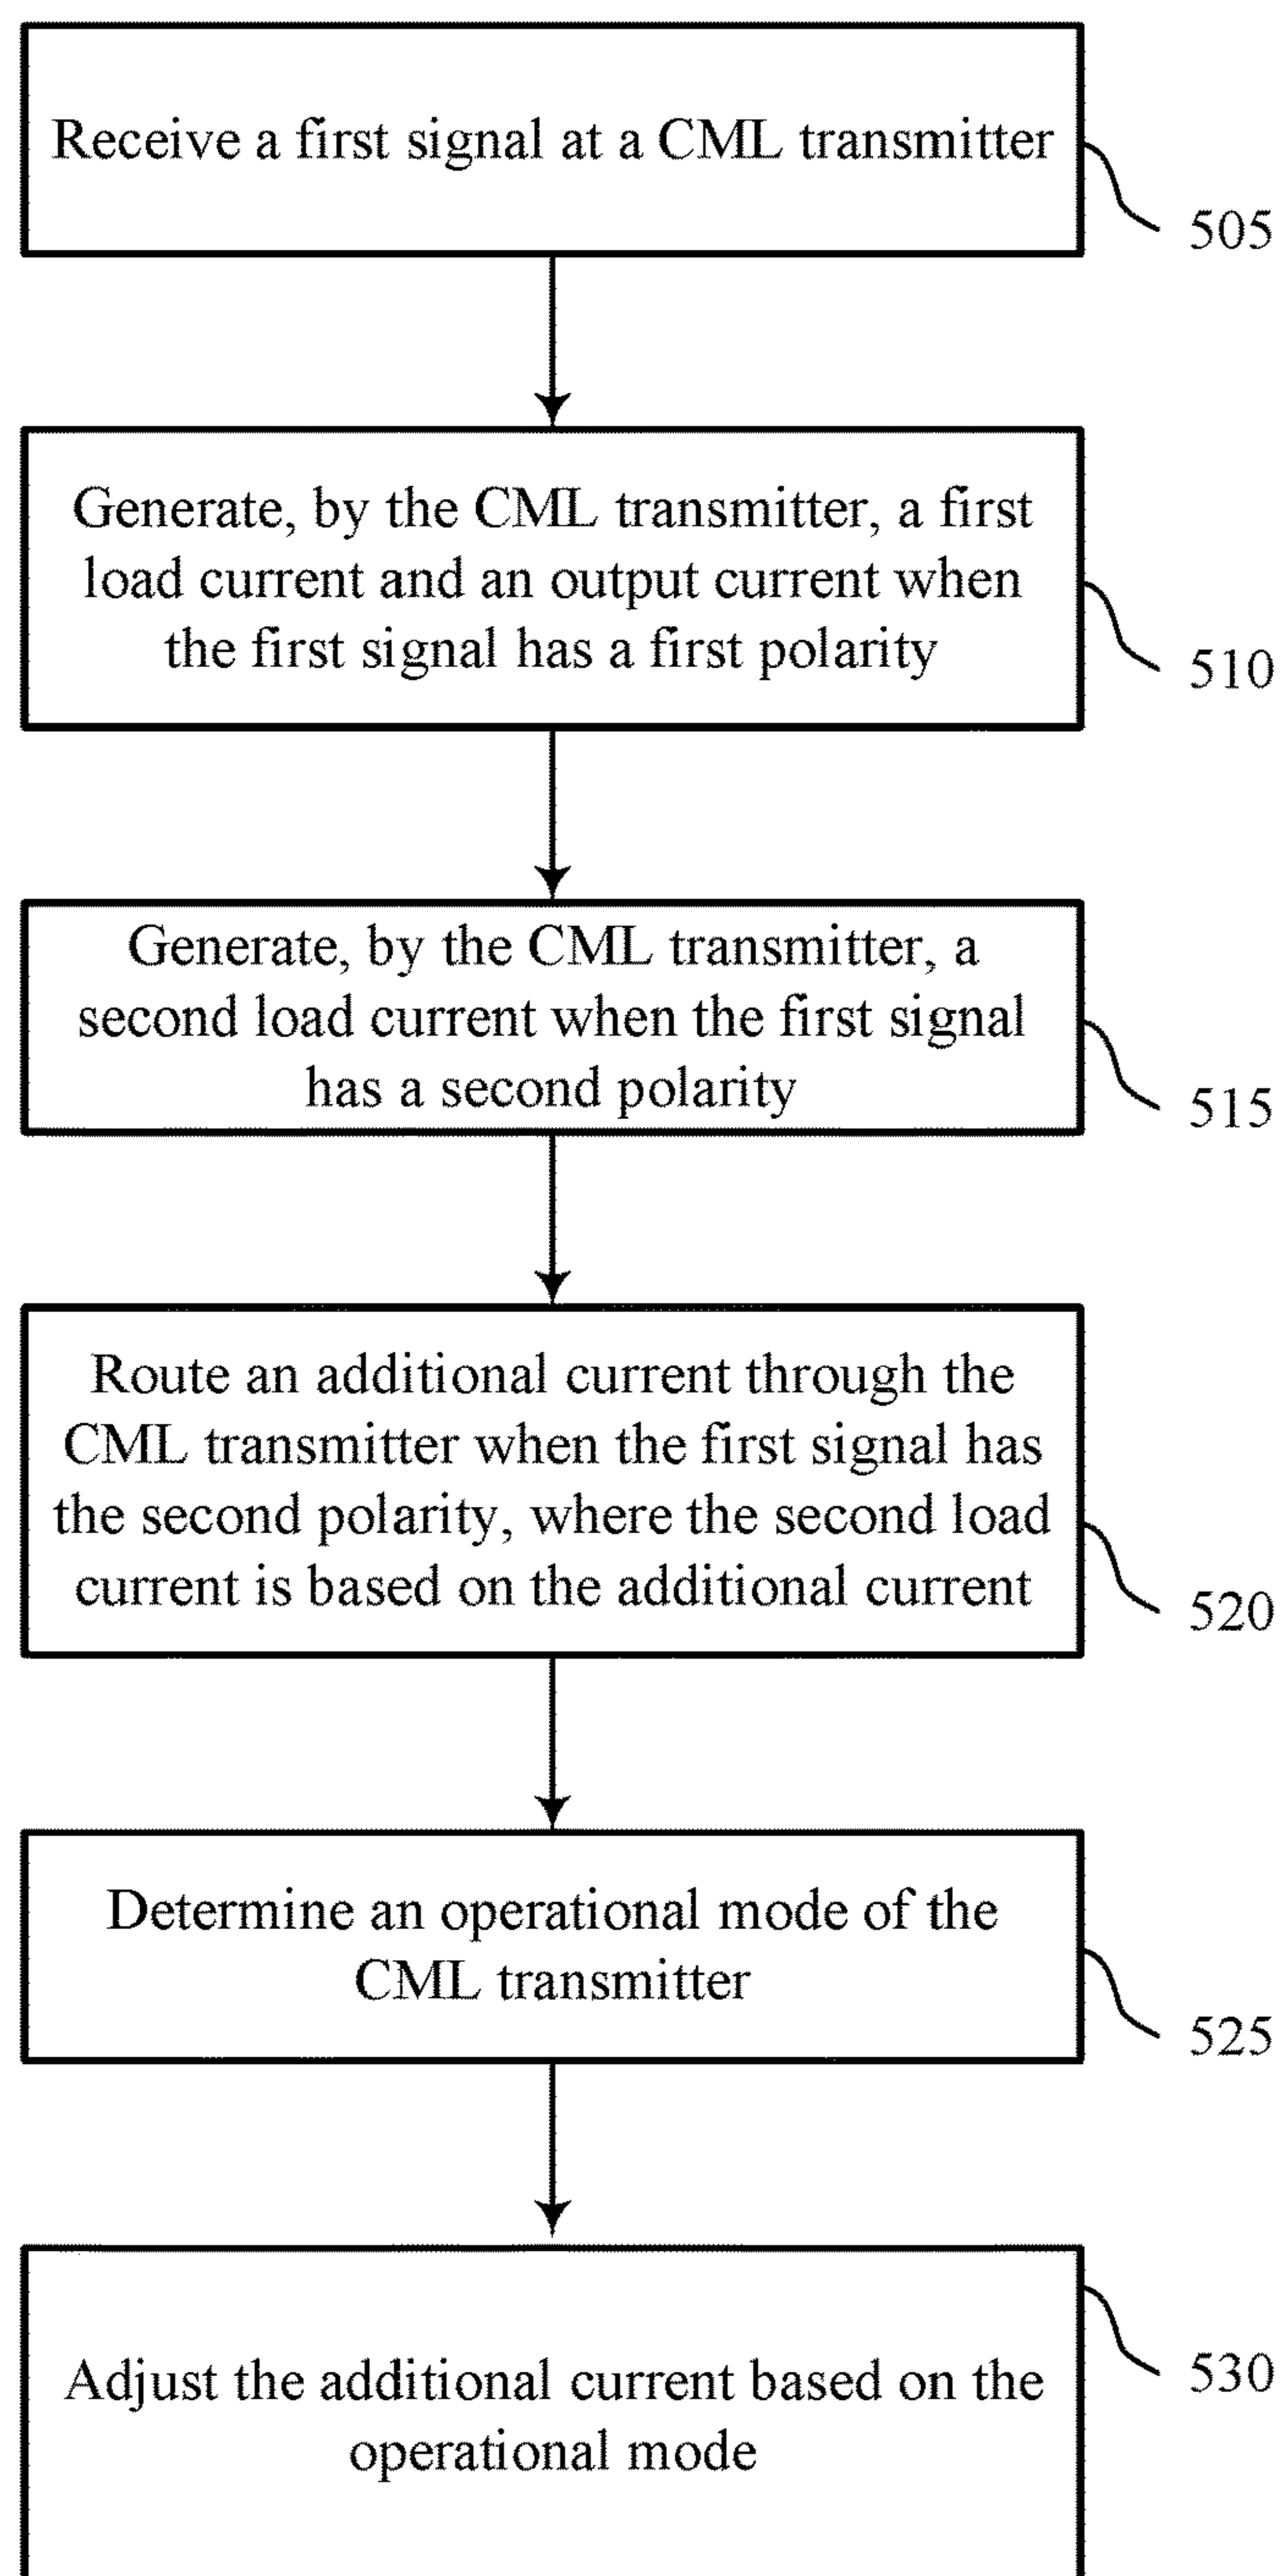 Receive a first signal at a CML transmitter
505
Generate, by the CML transmitter, a first
load current and an output current when
the first signal has a first polarity
510
Generate, by the CML transmitter, a
second load current when the first signal
has a second polarity
515
Route an additional current through the
CML transmitter when the first signal has
the second polarity, where the second load
current is based on the additional current
520
Determine an operational mode of the
CML transmitter
525
Adjust the additional current based on the
operational mode
530